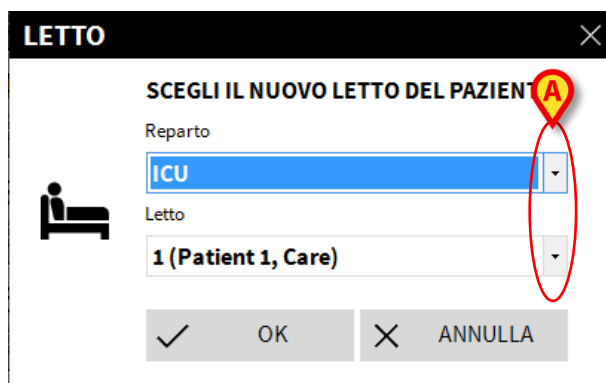 LETTO
SCEGLI IL NUOVO LETTO DEL PAZIENT
A
Reparto
ICU
Letto
1 (Patient 1, Care)
OK
ANNULLA